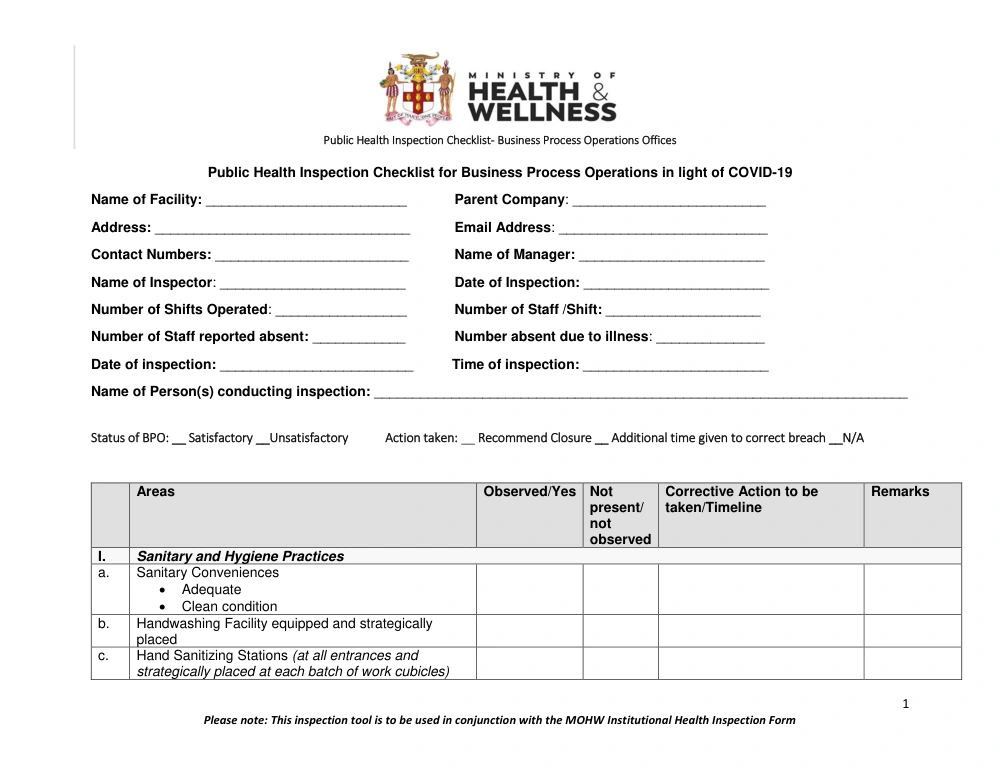 MINISTRY OF
HEALTH &
WELLNESS
Public Health Inspection Checklist- Business Process Operations Offices
Public Health Inspection Checklist for Business Process Operations in light of COVID-19
Name of Facility: __________________________ Parent Company: _________________________
Address: _________________________________ Email Address: ___________________________
Contact Numbers: _________________________ Name of Manager: ________________________
Name of Inspector: ________________________ Date of Inspection: ________________________
Number of Shifts Operated: _________________ Number of Staff /Shift: ____________________
Number of Staff reported absent: ____________ Number absent due to illness: ______________
Date of inspection: _________________________ Time of inspection: ________________________
Name of Person(s) conducting inspection: _____________________________________________________________________
Status of BPO: __ Satisfactory __Unsatisfactory Action taken: __ Recommend Closure __ Additional time given to correct breach __N/A
Areas Observed/Yes Not Corrective Action to be Remarks
present/ taken/Timeline
not
observed
I. Sanitary and Hygiene Practices
a. Sanitary Conveniences
• Adequate
• Clean condition
b. Handwashing Facility equipped and strategically
placed
c. Hand Sanitizing Stations (at all entrances and
strategically placed at each batch of work cubicles)
1
Please note: This inspection tool is to be used in conjunction with the MOHW Institutional Health Inspection Form